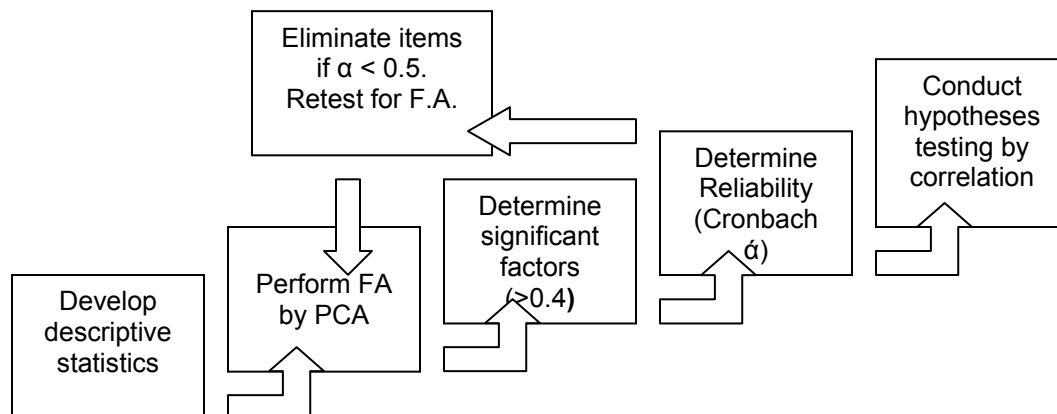 Eliminate items
if α < 0.5.
Retest for F.A.
Conduct
hypotheses
testing by
correlation
Determine
Reliability
(Cronbach
ά)
Determine
significant
factors
(>0.4)
Perform FA
by PCA
Develop
descriptive
statistics